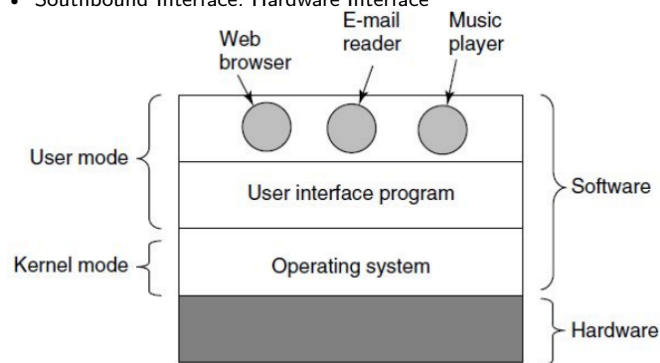 • Southbound Interface: Hardware Interface
Web
browser
E-mail
reader
Music
player
User mode
User interface program
Software
Kernel mode
Operating system
Hardware